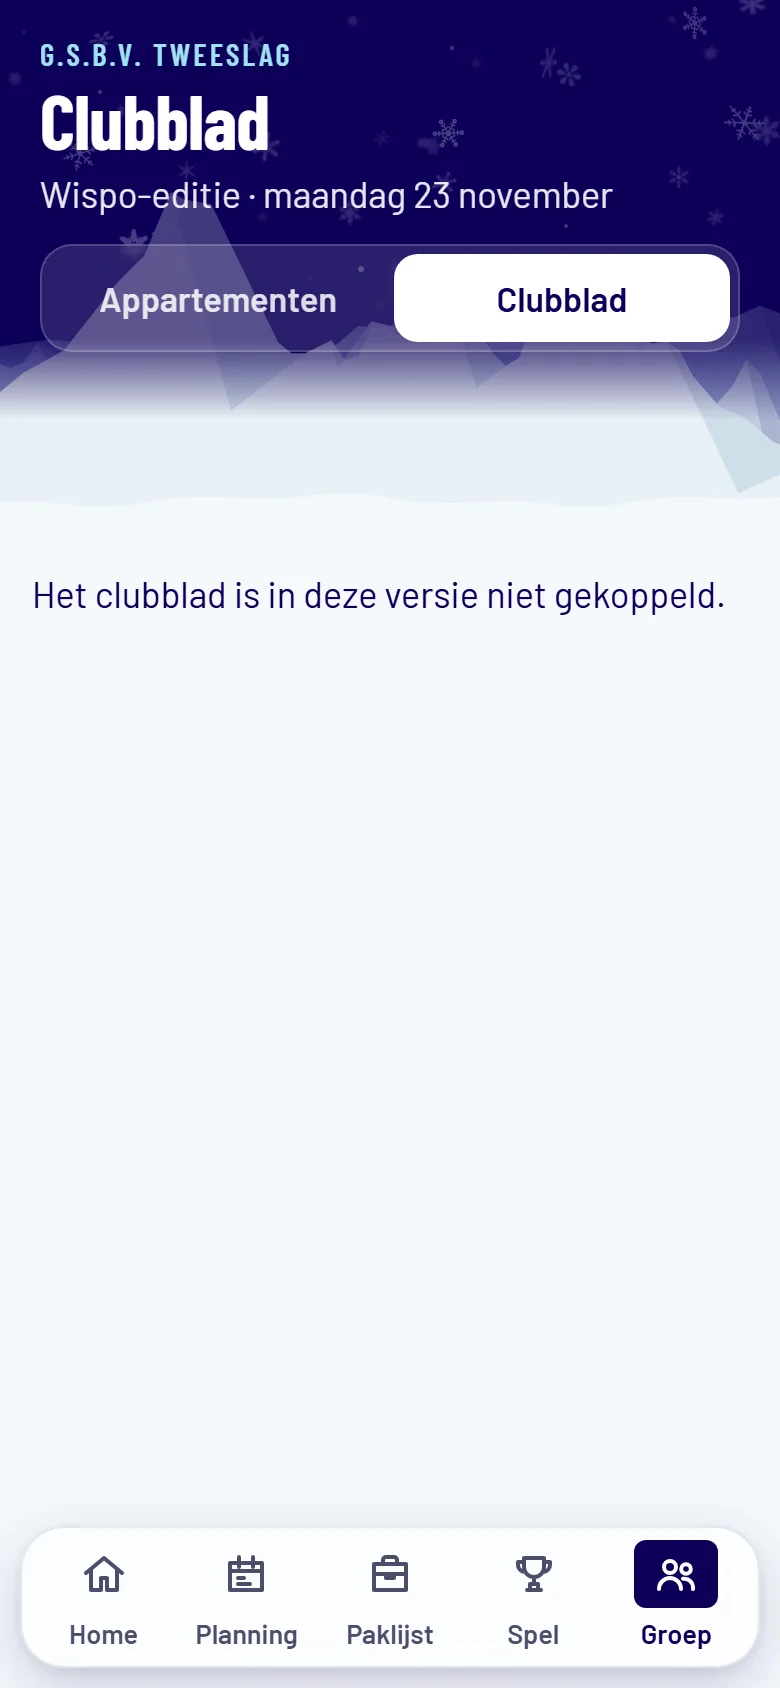 G.S.B.V. TWEESLAG
Clubblad
Wispo-editie · maandag 23 november
Appartementen
Clubblad
Het clubblad is in deze versie niet gekoppeld.
Home
Planning
Paklijst
Spel
Groep